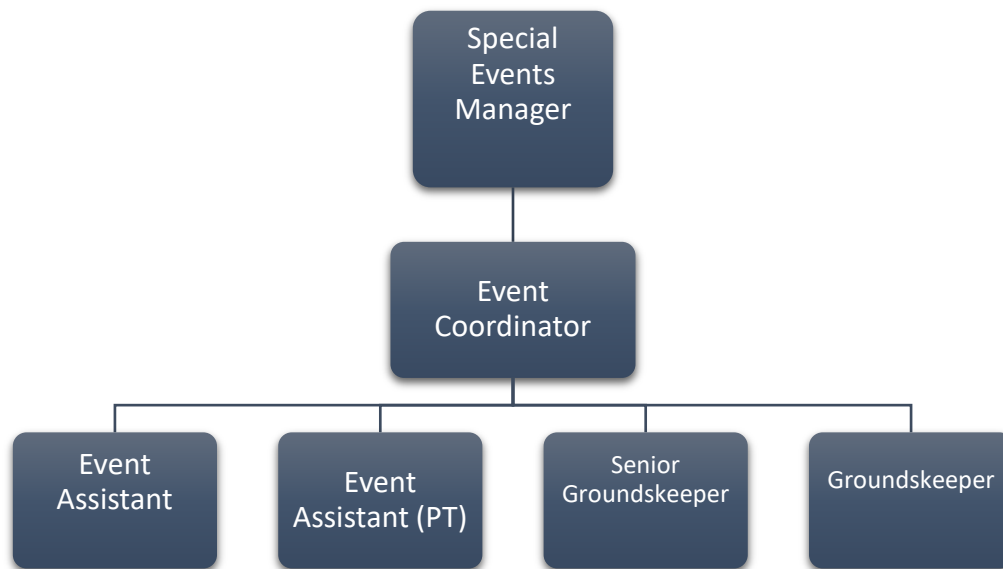 Special
Events
Manager
Event
Coordinator
Event
Assistant
Event
Assistant (PT)
Senior
Groundskeeper
Groundskeeper